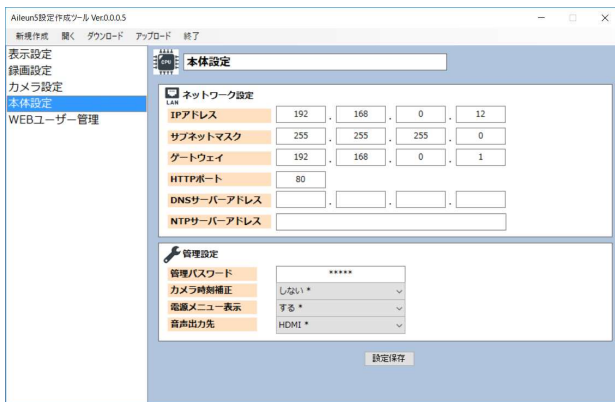 Aileun5設定作成ツール Ver.0.0.0.5
新規作成 開く ダウンロード アップロード 終了
表示設定
録画設定
カメラ設定
本体設定
WEBユーザー管理
CPU 本体設定
LAN ネットワーク設定
IPアドレス 192 . 168 . 0 . 12
サブネットマスク 255 . 255 . 255 . 0
ゲートウェイ 192 . 168 . 0 . 1
HTTPポート 80
DNSサーバーアドレス . . .
NTPサーバーアドレス
管理設定
管理パスワード *****
カメラ時刻補正 しない *
電源メニュー表示 する *
音声出力先 HDMI *
設定保存